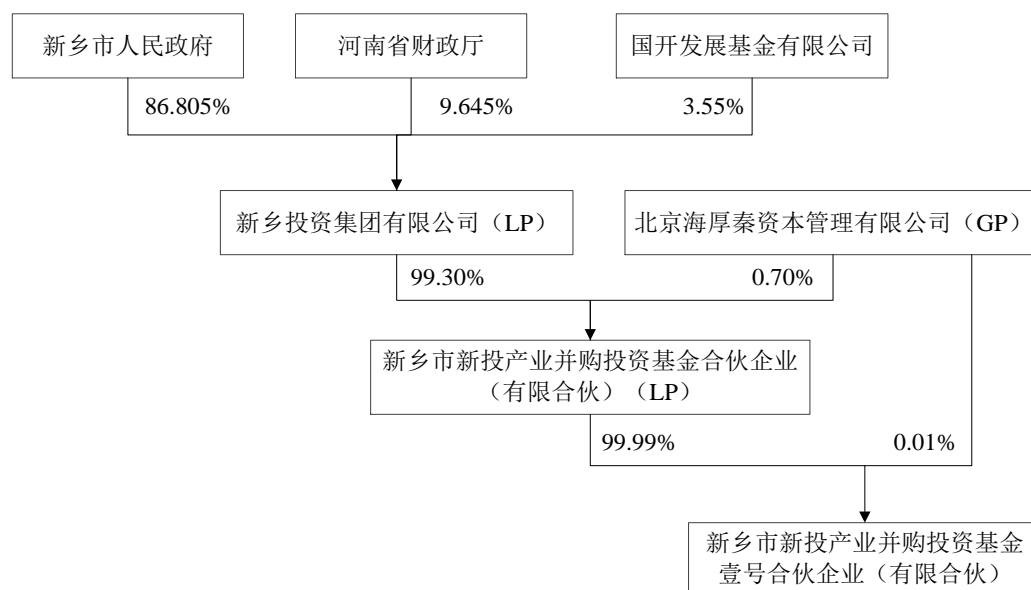 新乡市人民政府
河南省财政厅
国开发展基金有限公司
86.805%
9.645%
3.55%
新乡投资集团有限公司（LP）
北京海厚秦资本管理有限公司（GP）
99.30%
0.70%
新乡市新投产业并购投资基金合伙企业
（有限合伙）（LP）
99.99%
0.01%
新乡市新投产业并购投资基金
壹号合伙企业（有限合伙）